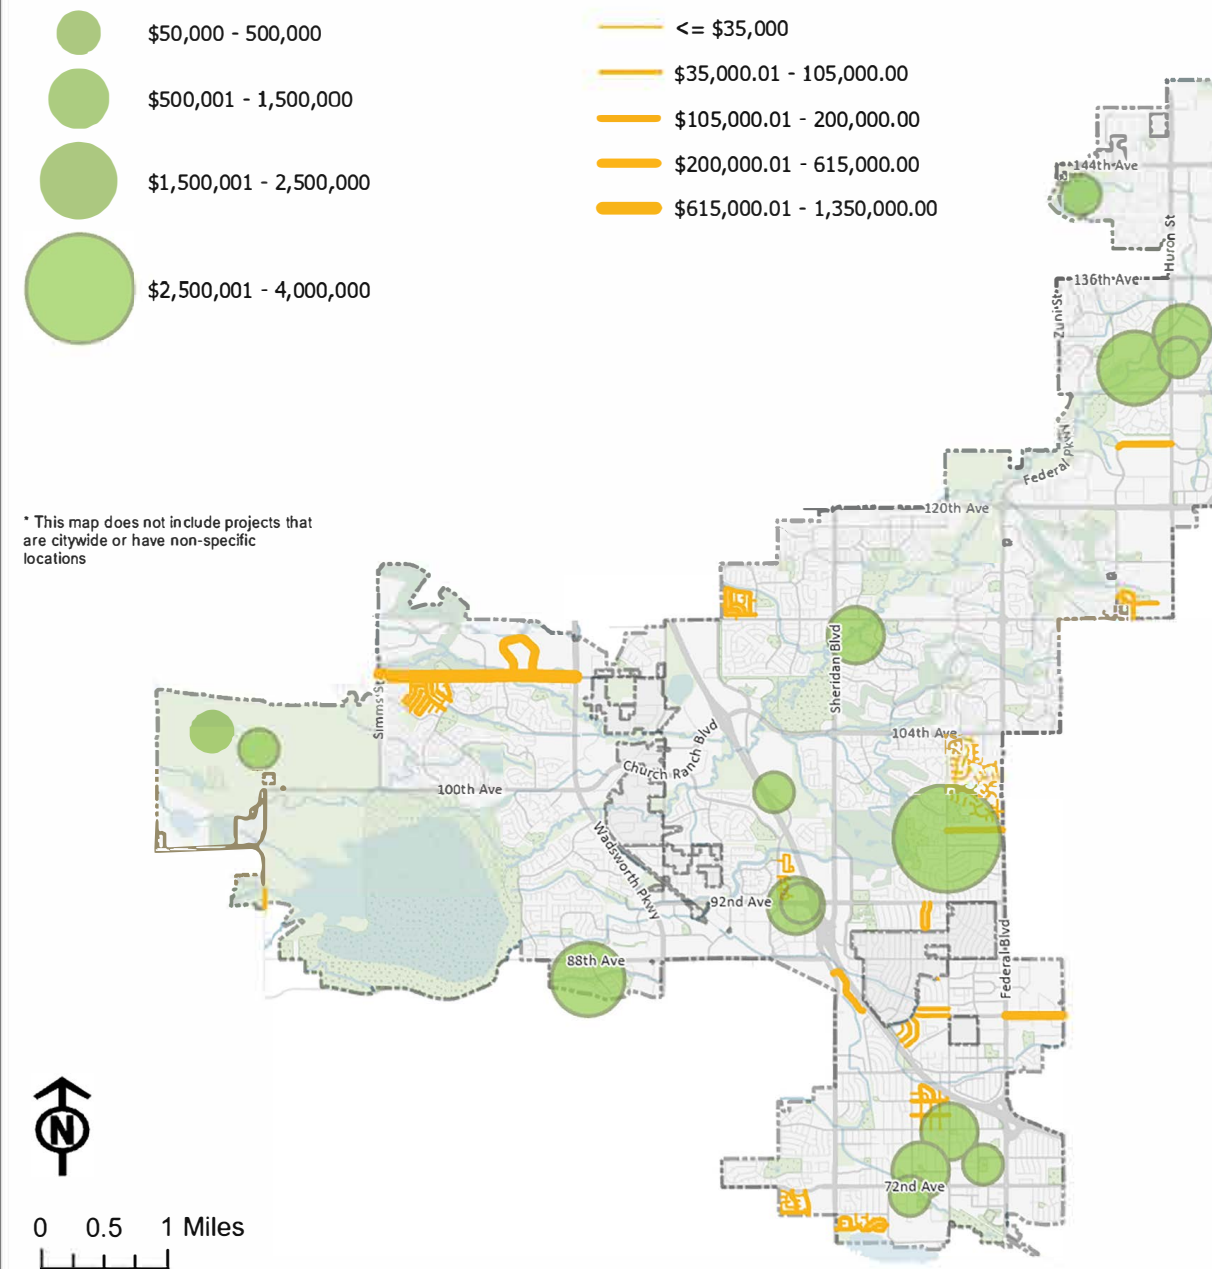 $50,000 - 500,000
$500,001 - 1,500,000
$1,500,001 - 2,500,000
$2,500,001 - 4,000,000
<= $35,000
$35,000.01 - 105,000.00
$105,000.01 - 200,000.00
$200,000.01 - 615,000.00
$615,000.01 - 1,350,000.00
144th Ave
Huron St
136th Ave
Zuni St
Federal Pkwy
120th Ave
* This map does not include projects that
are citywide or have non-specific
locations
Sheridan Blvd
Simms St
104th Ave
Church Ranch Blvd
100th Ave
Wadsworth Pkwy
92nd Ave
88th Ave
Federal Blvd
72nd Ave
N
0 0.5 1 Miles